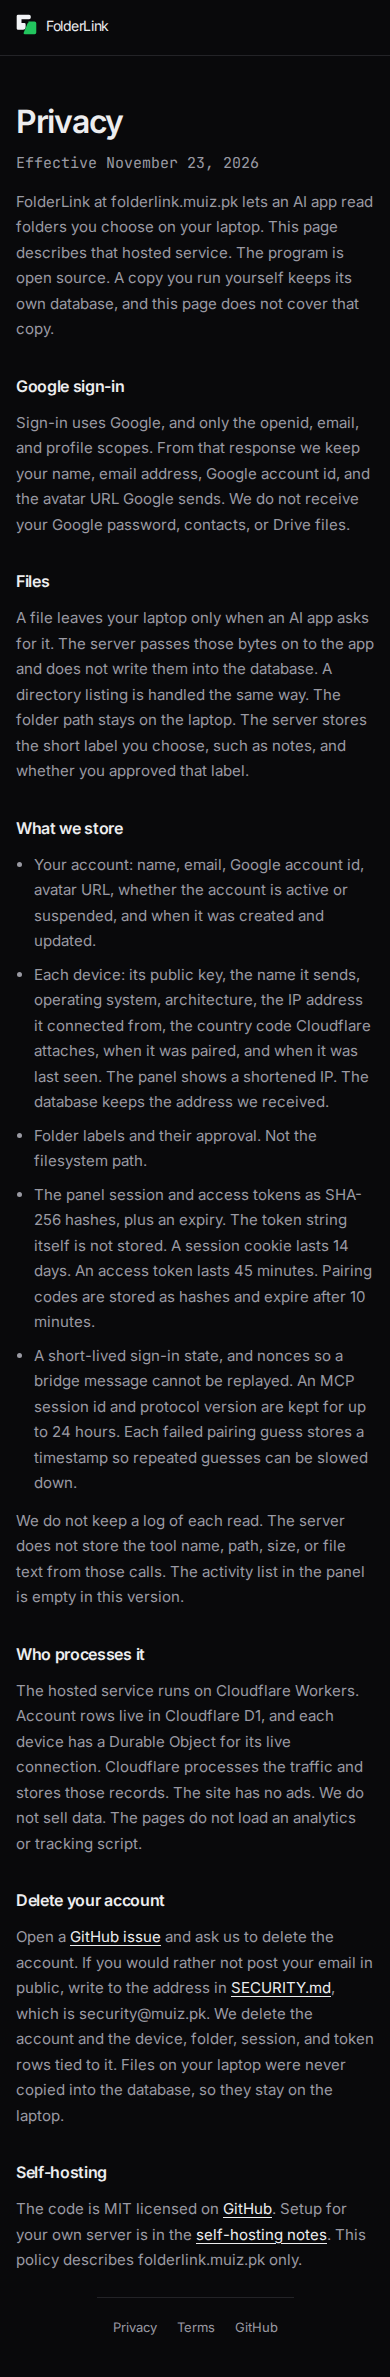 FolderLink
Privacy
Effective November 23, 2026
FolderLink at folderlink.muiz.pk lets an AI app read
folders you choose on your laptop. This page
describes that hosted service. The program is
open source. A copy you run yourself keeps its
own database, and this page does not cover that
copy.
Google sign-in
Sign-in uses Google, and only the openid, email,
and profile scopes. From that response we keep
your name, email address, Google account id, and
the avatar URL Google sends. We do not receive
your Google password, contacts, or Drive files.
Files
A file leaves your laptop only when an AI app asks
for it. The server passes those bytes on to the app
and does not write them into the database. A
directory listing is handled the same way. The
folder path stays on the laptop. The server stores
the short label you choose, such as notes, and
whether you approved that label.
What we store
• Your account: name, email, Google account id,
avatar URL, whether the account is active or
suspended, and when it was created and
updated.
• Each device: its public key, the name it sends,
operating system, architecture, the IP address
it connected from, the country code Cloudflare
attaches, when it was paired, and when it was
last seen. The panel shows a shortened IP. The
database keeps the address we received.
• Folder labels and their approval. Not the
filesystem path.
• The panel session and access tokens as SHA-
256 hashes, plus an expiry. The token string
itself is not stored. A session cookie lasts 14
days. An access token lasts 45 minutes. Pairing
codes are stored as hashes and expire after 10
minutes.
• A short-lived sign-in state, and nonces so a
bridge message cannot be replayed. An MCP
session id and protocol version are kept for up
to 24 hours. Each failed pairing guess stores a
timestamp so repeated guesses can be slowed
down.
We do not keep a log of each read. The server
does not store the tool name, path, size, or file
text from those calls. The activity list in the panel
is empty in this version.
Who processes it
The hosted service runs on Cloudflare Workers.
Account rows live in Cloudflare D1, and each
device has a Durable Object for its live
connection. Cloudflare processes the traffic and
stores those records. The site has no ads. We do
not sell data. The pages do not load an analytics
or tracking script.
Delete your account
Open a GitHub issue and ask us to delete the
account. If you would rather not post your email in
public, write to the address in SECURITY.md,
which is security@muiz.pk. We delete the
account and the device, folder, session, and token
rows tied to it. Files on your laptop were never
copied into the database, so they stay on the
laptop.
Self-hosting
The code is MIT licensed on GitHub. Setup for
your own server is in the self-hosting notes. This
policy describes folderlink.muiz.pk only.
Privacy Terms GitHub